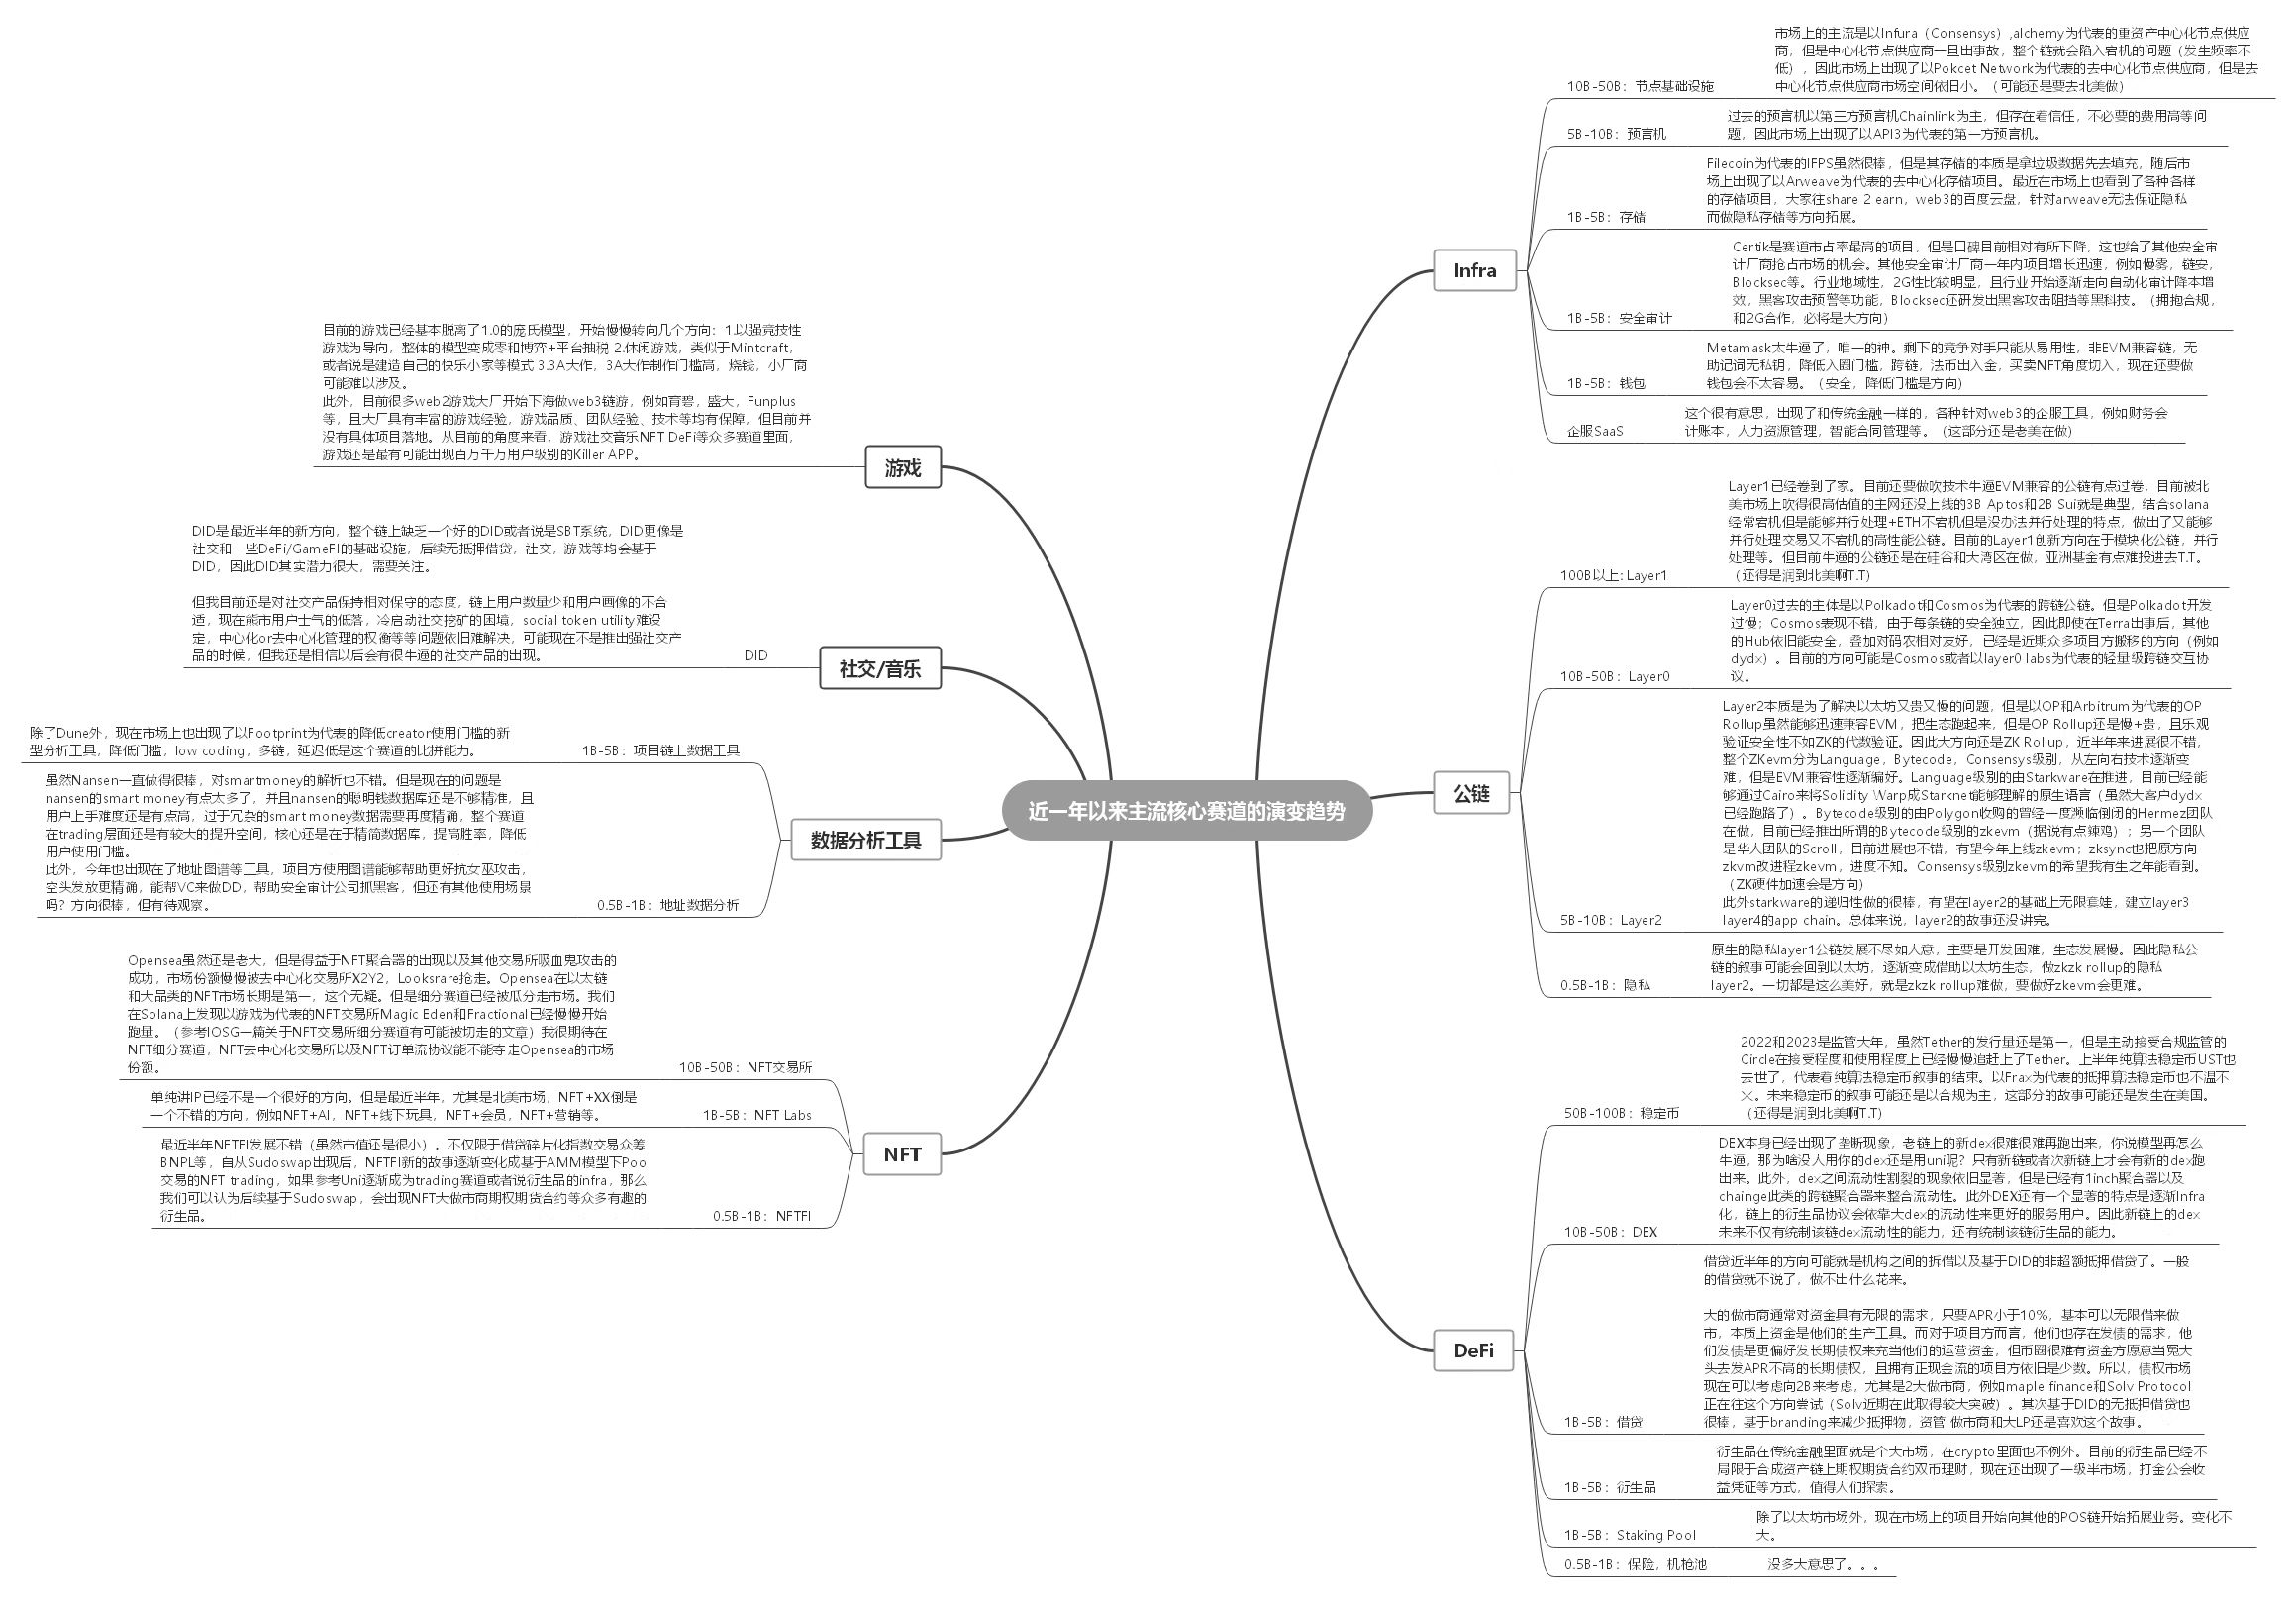 近一年以来主流核心赛道的演变趋势
Infra
市场上的主流是以Infura（Consensys）,alchemy为代表的重资产中心化节点供应
商，但是中心化节点供应商一旦出事故，整个链就会陷入宕机的问题（发生频率不
低），因此市场上出现了以Pokcet Network为代表的去中心化节点供应商，但是去
中心化节点供应商市场空间依旧小。（可能还是要去北美做）
10B-50B：节点基础设施
过去的预言机以第三方预言机Chainlink为主，但存在着信任，不必要的费用高等问
题，因此市场上出现了以API3为代表的第一方预言机。
5B-10B：预言机
Filecoin为代表的IFPS虽然很棒，但是其存储的本质是拿垃圾数据先去填充，随后市
场上出现了以Arweave为代表的去中心化存储项目。最近在市场上也看到了各种各样
的存储项目，大家往share 2 earn，web3的百度云盘，针对arweave无法保证隐私
而做隐私存储等方向拓展。
1B-5B：存储
Certik是赛道市占率最高的项目，但是口碑目前相对有所下降，这也给了其他安全审
计厂商抢占市场的机会。其他安全审计厂商一年内项目增长迅速，例如慢雾，链安，
Blocksec等。行业地域性，2G性比较明显，且行业开始逐渐走向自动化审计降本增
效，黑客攻击预警等功能，Blocksec还研发出黑客攻击阻挡等黑科技。（拥抱合规，
和2G合作，必将是大方向）
1B-5B：安全审计
Metamask太牛逼了，唯一的神。剩下的竞争对手只能从易用性，非EVM兼容链，无
助记词无私钥，降低入圈门槛，跨链，法币出入金，买卖NFT角度切入，现在还要做
钱包会不太容易。（安全，降低门槛是方向）
1B-5B：钱包
这个很有意思，出现了和传统金融一样的，各种针对web3的企服工具，例如财务会
计账本，人力资源管理，智能合同管理等。（这部分还是老美在做）
企服SaaS
公链
Layer1已经卷到了家。目前还要做吹技术牛逼EVM兼容的公链有点过卷，目前被北
美市场上吹得很高估值的主网还没上线的3B Aptos和2B Sui就是典型，结合solana
经常宕机但是能够并行处理+ETH不宕机但是没办法并行处理的特点，做出了又能够
并行处理交易又不宕机的高性能公链。目前的Layer1创新方向在于模块化公链，并行
处理等。但目前牛逼的公链还是在硅谷和大湾区在做，亚洲基金有点难投进去T.T。
（还得是润到北美啊T.T)
100B以上: Layer1
Layer0过去的主体是以Polkadot和Cosmos为代表的跨链公链。但是Polkadot开发
过慢；Cosmos表现不错，由于每条链的安全独立，因此即使在Terra出事后，其他
的Hub依旧能安全，叠加对码农相对友好，已经是近期众多项目方搬移的方向（例如
dydx）。目前的方向可能是Cosmos或者以layer0 labs为代表的轻量级跨链交互协
议。
10B-50B：Layer0
Layer2本质是为了解决以太坊又贵又慢的问题，但是以OP和Arbitrum为代表的OP
Rollup虽然能够迅速兼容EVM，把生态跑起来，但是OP Rollup还是慢+贵，且乐观
验证安全性不如ZK的代数验证。因此大方向还是ZK Rollup，近半年来进展很不错，
整个ZKevm分为Language，Bytecode，Consensys级别，从左向右技术逐渐变
难，但是EVM兼容性逐渐编好。Language级别的由Starkware在推进，目前已经能
够通过Cairo来将Solidity Warp成Starknet能够理解的原生语言（虽然大客户dydx
已经跑路了）。Bytecode级别的由Polygon收购的曾经一度濒临倒闭的Hermez团队
在做，目前已经推出所谓的Bytecode级别的zkevm（据说有点辣鸡）；另一个团队
是华人团队的Scroll，目前进展也不错，有望今年上线zkevm；zksync也把原方向
zkvm改进程zkevm，进度不知。Consensys级别zkevm的希望我有生之年能看到。
（ZK硬件加速会是方向)
此外starkware的递归性做的很棒，有望在layer2的基础上无限套娃，建立layer3
layer4的app chain。总体来说，layer2的故事还没讲完。
5B-10B：Layer2
原生的隐私layer1公链发展不尽如人意，主要是开发困难，生态发展慢。因此隐私公
链的叙事可能会回到以太坊，逐渐变成借助以太坊生态，做zkzk rollup的隐私
layer2。一切都是这么美好，就是zkzk rollup难做，要做好zkevm会更难。
0.5B-1B：隐私
DeFi
2022和2023是监管大年，虽然Tether的发行量还是第一，但是主动接受合规监管的
Circle在接受程度和使用程度上已经慢慢追赶上了Tether。上半年纯算法稳定币UST也
去世了，代表着纯算法稳定币叙事的结束。以Frax为代表的抵押算法稳定币也不温不
火。未来稳定币的叙事可能还是以合规为主，这部分的故事可能还是发生在美国。
（还得是润到北美啊T.T)
50B-100B：稳定币
DEX本身已经出现了垄断现象，老链上的新dex很难很难再跑出来，你说模型再怎么
牛逼，那为啥没人用你的dex还是用uni呢？只有新链或者次新链上才会有新的dex跑
出来。此外，dex之间流动性割裂的现象依旧显著，但是已经有1inch聚合器以及
chainge此类的跨链聚合器来整合流动性。此外DEX还有一个显著的特点是逐渐Infra
化，链上的衍生品协议会依靠大dex的流动性来更好的服务用户。因此新链上的dex
未来不仅有统制该链dex流动性的能力，还有统制该链衍生品的能力。
10B-50B：DEX
借贷近半年的方向可能就是机构之间的折借以及基于DID的非超额抵押借贷了。一般
的借贷就不说了，做不出什么花来。
大的做市商通常对资金具有无限的需求，只要APR小于10%，基本可以无限借来做
市，本质上资金是他们的生产工具。而对于项目方而言，他们也存在发债的需求，他
们发债是更偏好发长期债权来充当他们的运营资金，但币圈很难有资金方愿意当冤大
头去发APR不高的长期债权，且拥有正现金流的项目方依旧是少数。所以，债权市场
现在可以考虑向2B来考虑，尤其是2大做市商，例如maple finance和Solv Protocol
正在往这个方向尝试（Solv近期在此取得较大突破）。其次基于DID的无抵押借贷也
很棒，基于branding来减少抵押物，资管 做市商和大LP还是喜欢这个故事。
1B-5B：借贷
衍生品在传统金融里面就是个大市场，在crypto里面也不例外。目前的衍生品已经不
局限于合成资产链上期权期货合约双币理财，现在还出现了一级半市场，打金公会收
益凭证等方式，值得人们探索。
1B-5B：衍生品
除了以太坊市场外，现在市场上的项目开始向其他的POS链开始拓展业务。变化不
大。
1B-5B：Staking Pool
0.5B-1B：保险，机枪池
没多大意思了。。。
游戏
目前的游戏已经基本脱离了1.0的庞氏模型，开始慢慢转向几个方向：1.以强竞技性
游戏为导向，整体的模型变成零和博弈+平台抽税 2.休闲游戏，类似于Mintcraft，
或者说是建造自己的快乐小家等模式 3.3A大作，3A大作制作门槛高，烧钱，小厂商
可能难以涉及。
此外，目前很多web2游戏大厂开始下海做web3链游，例如育碧，盛大，Funplus
等，且大厂具有丰富的游戏经验，游戏品质、团队经验、技术等均有保障，但目前并
没有具体项目落地。从目前的角度来看，游戏社交音乐NFT DeFi等众多赛道里面，
游戏还是最有可能出现百万千万用户级别的Killer APP。
社交/音乐
DID是最近半年的新方向，整个链上缺乏一个好的DID或者说是SBT系统，DID更像是
社交和一些DeFi/GameFI的基础设施，后续无抵押借贷，社交，游戏等均会基于
DID，因此DID其实潜力很大，需要关注。
但我目前还是对社交产品保持相对保守的态度，链上用户数量少和用户画像的不合
适，现在熊市用户士气的低落，冷启动社交挖矿的困境，social token utility难设
定，中心化or去中心化管理的权衡等等问题依旧难解决，可能现在不是推出强社交产
品的时候，但我还是相信以后会有很牛逼的社交产品的出现。
DID
数据分析工具
除了Dune外，现在市场上也出现了以Footprint为代表的降低creator使用门槛的新
型分析工具，降低门槛，low coding，多链，延迟低是这个赛道的比拼能力。
1B-5B：项目链上数据工具
虽然Nansen一直做得很棒，对smartmoney的解析也不错。但是现在的问题是
nansen的smart money有点太多了，并且nansen的聪明钱数据库还是不够精准，且
用户上手难度还是有点高，过于冗杂的smart money数据需要再度精确，整个赛道
在trading层面还是有较大的提升空间，核心还是在于精简数据库，提高胜率，降低
用户使用门槛。
此外，今年也出现在了地址图谱等工具，项目方使用图谱能够帮助更好抗女巫攻击，
空头发放更精确，能帮VC来做DD，帮助安全审计公司抓黑客，但还有其他使用场景
吗？方向很棒，但有待观察。
0.5B-1B：地址数据分析
NFT
Opensea虽然还是老大，但是得益于NFT聚合器的出现以及其他交易所吸血鬼攻击的
成功，市场份额慢慢被去中心化交易所X2Y2，Looksrare抢走。Opensea在以太链
和大品类的NFT市场长期是第一，这个无疑。但是细分赛道已经被瓜分走市场。我们
在Solana上发现以游戏为代表的NFT交易所Magic Eden和Fractional已经慢慢开始
跑量。（参考IOSG一篇关于NFT交易所细分赛道有可能被切走的文章）我很期待在
NFT细分赛道，NFT去中心化交易所以及NFT订单流协议能不能夺走Opensea的市场
份额。
10B-50B：NFT交易所
单纯讲IP已经不是一个很好的方向。但是最近半年，尤其是北美市场，NFT+XX倒是
一个不错的方向，例如NFT+AI，NFT+线下玩具，NFT+会员，NFT+营销等。
1B-5B：NFT Labs
最近半年NFTFI发展不错（虽然市值还是很小）。不仅限于借贷碎片化指数交易众筹
BNPL等，自从Sudoswap出现后，NFTFI新的故事逐渐变化成基于AMM模型下Pool
交易的NFT trading，如果参考Uni逐渐成为trading赛道或者说衍生品的infra，那么
我们可以认为后续基于Sudoswap，会出现NFT大做市商期权期货合约等众多有趣的
衍生品。
0.5B-1B：NFTFI